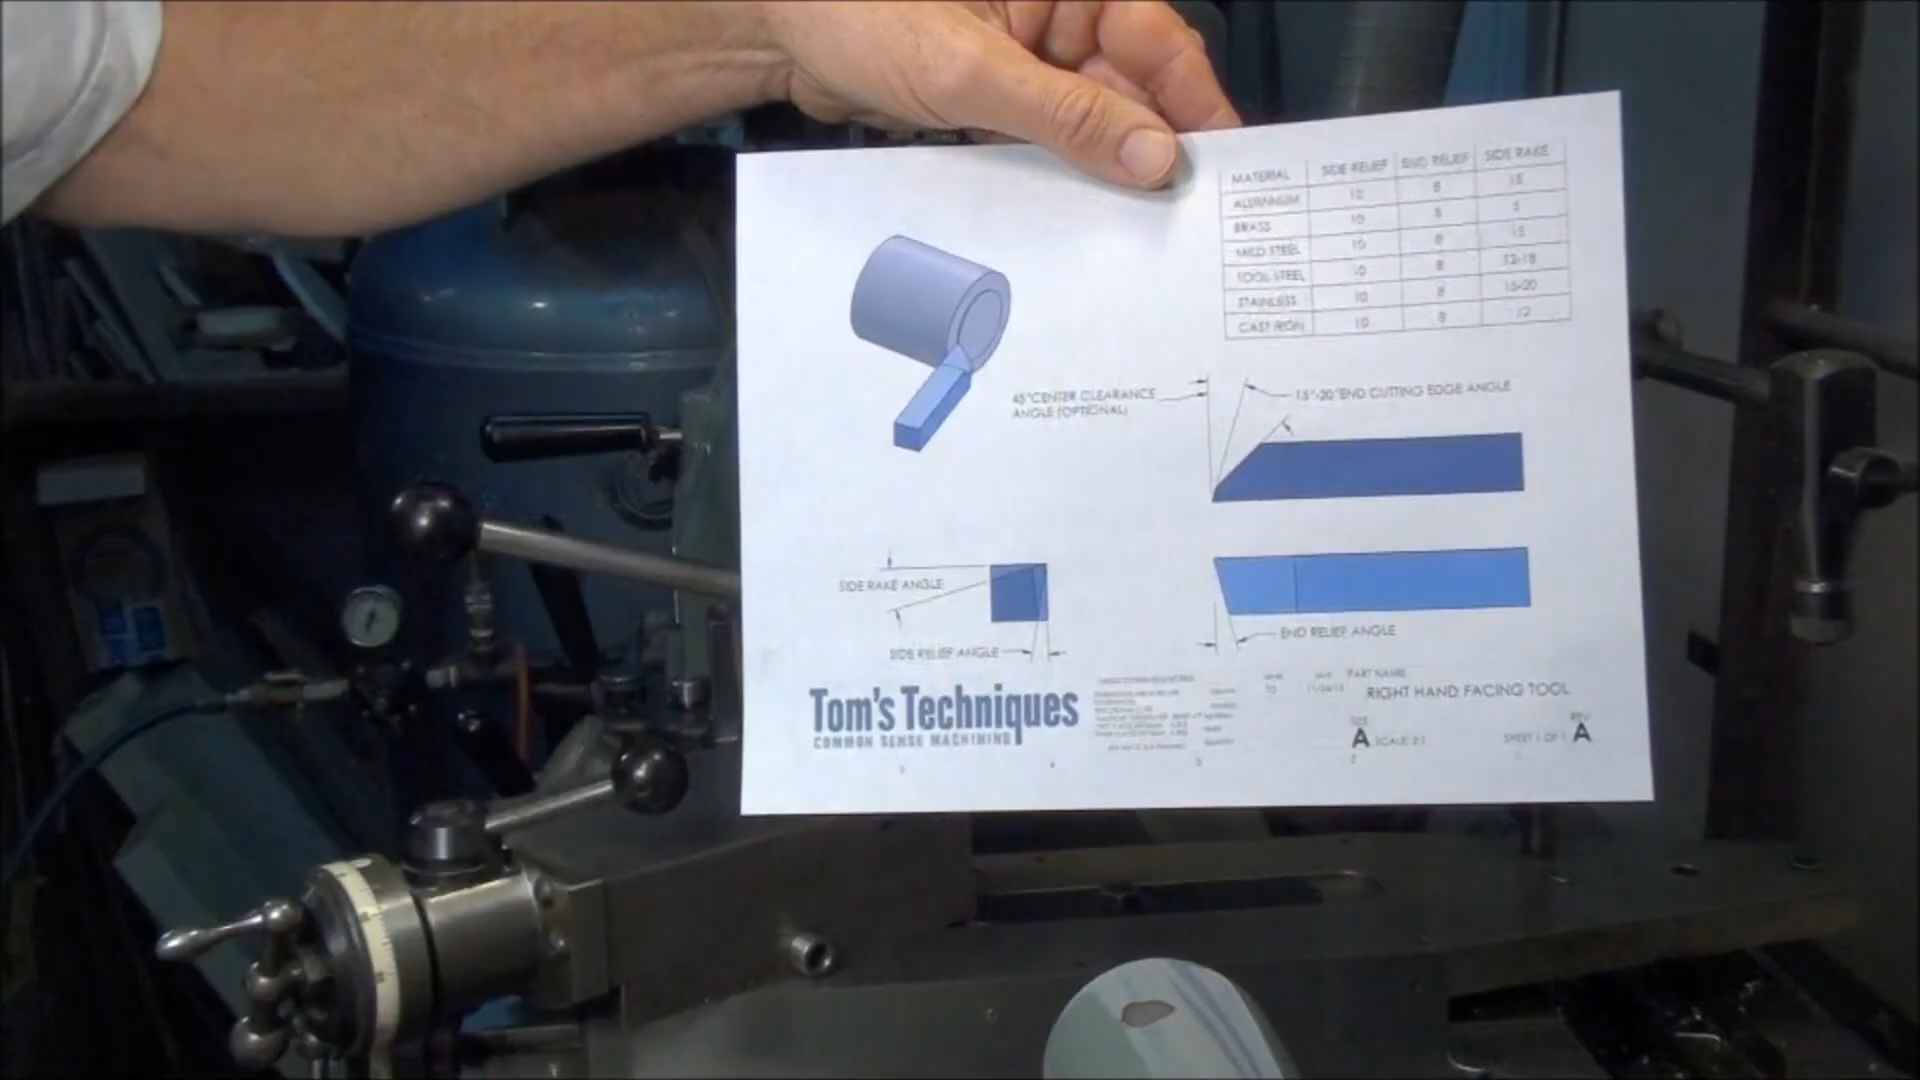 MATERIAL SIDE RELIEF END RELIEF SIDE RAKE
ALUMINUM 12 8 15
BRASS 10 8 5
MILD STEEL 10 8 15
TOOL STEEL 10 8 12-18
STAINLESS 10 8 15-20
CAST IRON 10 8 12
45°CENTER CLEARANCE
ANGLE (OPTIONAL)
15°-20°END CUTTING EDGE ANGLE
SIDE RAKE ANGLE
SIDE RELIEF ANGLE
END RELIEF ANGLE
Tom's Techniques
COMMON SENSE MACHINING
PART NAME
RIGHT HAND FACING TOOL
SIZE
A SCALE: 2:1
SHEET 1 OF 1
REV
A